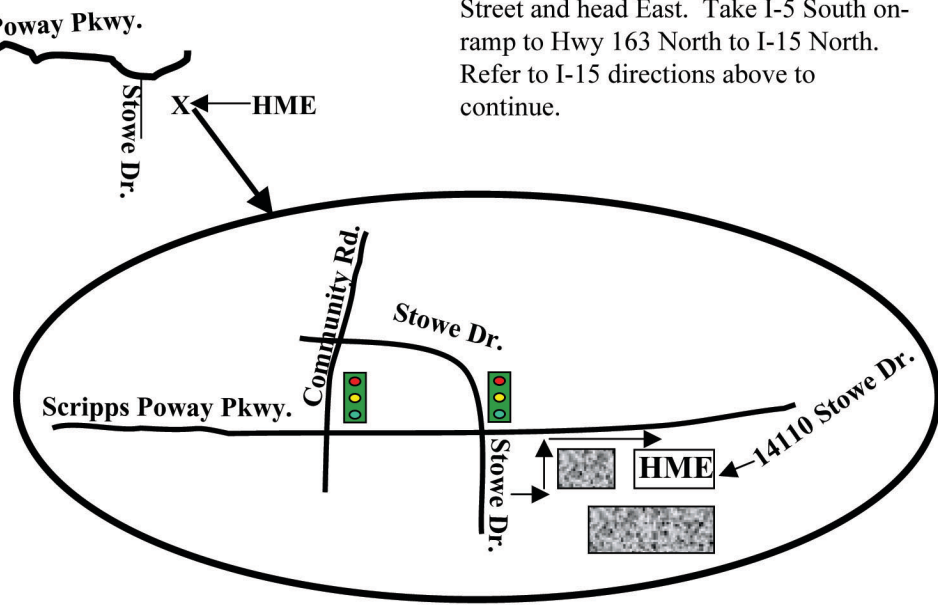 Street and head East. Take I-5 South on-
ramp to Hwy 163 North to I-15 North.
Refer to I-15 directions above to
continue.
Poway Pkwy.
Stowe Dr.
X
HME
Community Rd.
Stowe Dr.
Scripps Poway Pkwy.
Stowe Dr.
HME
14110 Stowe Dr.